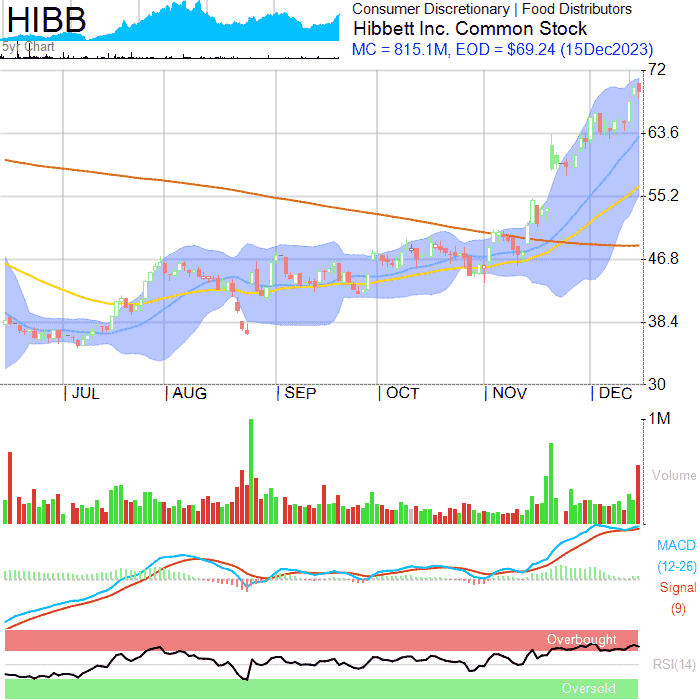 HIBB
5yr Chart
Consumer Discretionary | Food Distributors
Hibbett Inc. Common Stock
MC = 815.1M, EOD = $69.24 (15Dec2023)
72
63.6
55.2
46.8
38.4
30
JUL AUG SEP OCT NOV DEC
1M
Volume
MACD
(12-26)
Signal
(9)
Overbought
RSI(14)
Oversold